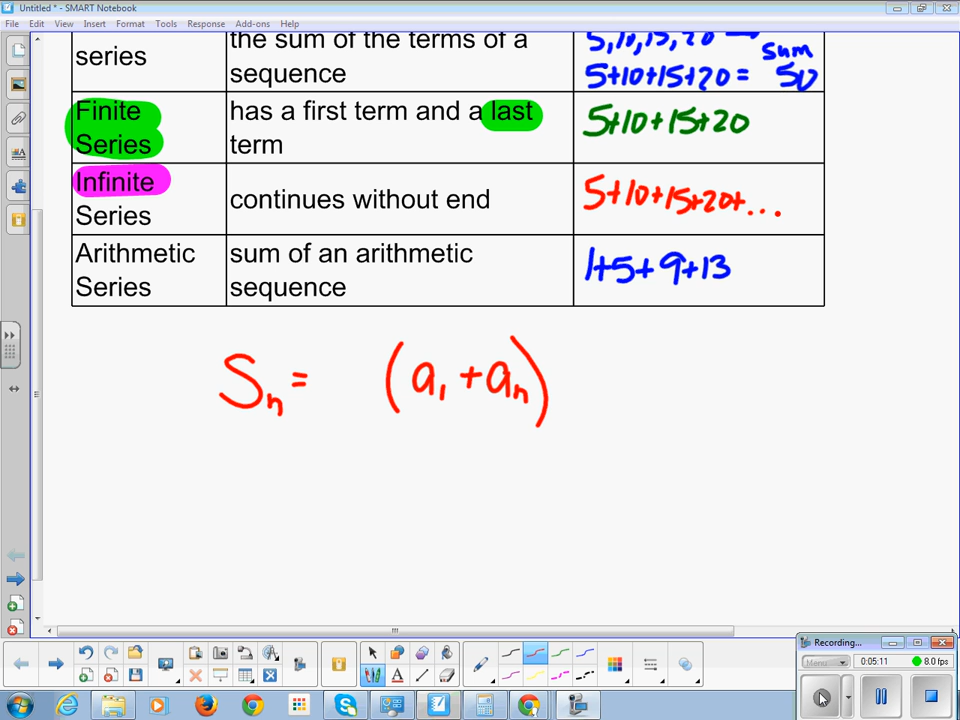 Untitled * - SMART Notebook
File Edit View Insert Format Tools Response Add-ons Help
series
the sum of the terms of a
sequence
5,10,15,20 →
sum
5+10+15+20 = 50
Finite
Series
has a first term and a last
term
5+10+15+20
Infinite
Series
continues without end
5+10+15+20+...
Arithmetic
Series
sum of an arithmetic
sequence
1+5+9+13
Sₙ = (a₁ + aₙ)
Recording...
Menu
0:05:11
8.0 fps